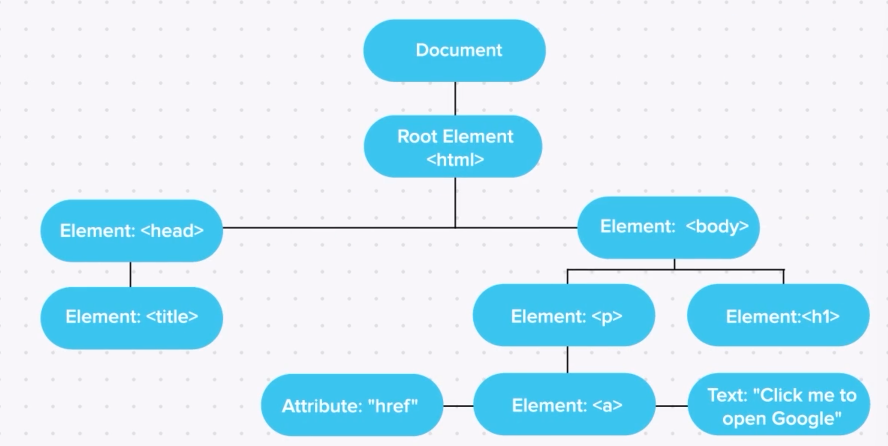 Document
Root Element
<html>
Element: <head>
Element:  <body>
Element: <title>
Element: <p>
Element:<h1>
Attribute: "href"
Element: <a>
Text: "Click me to
open Google"